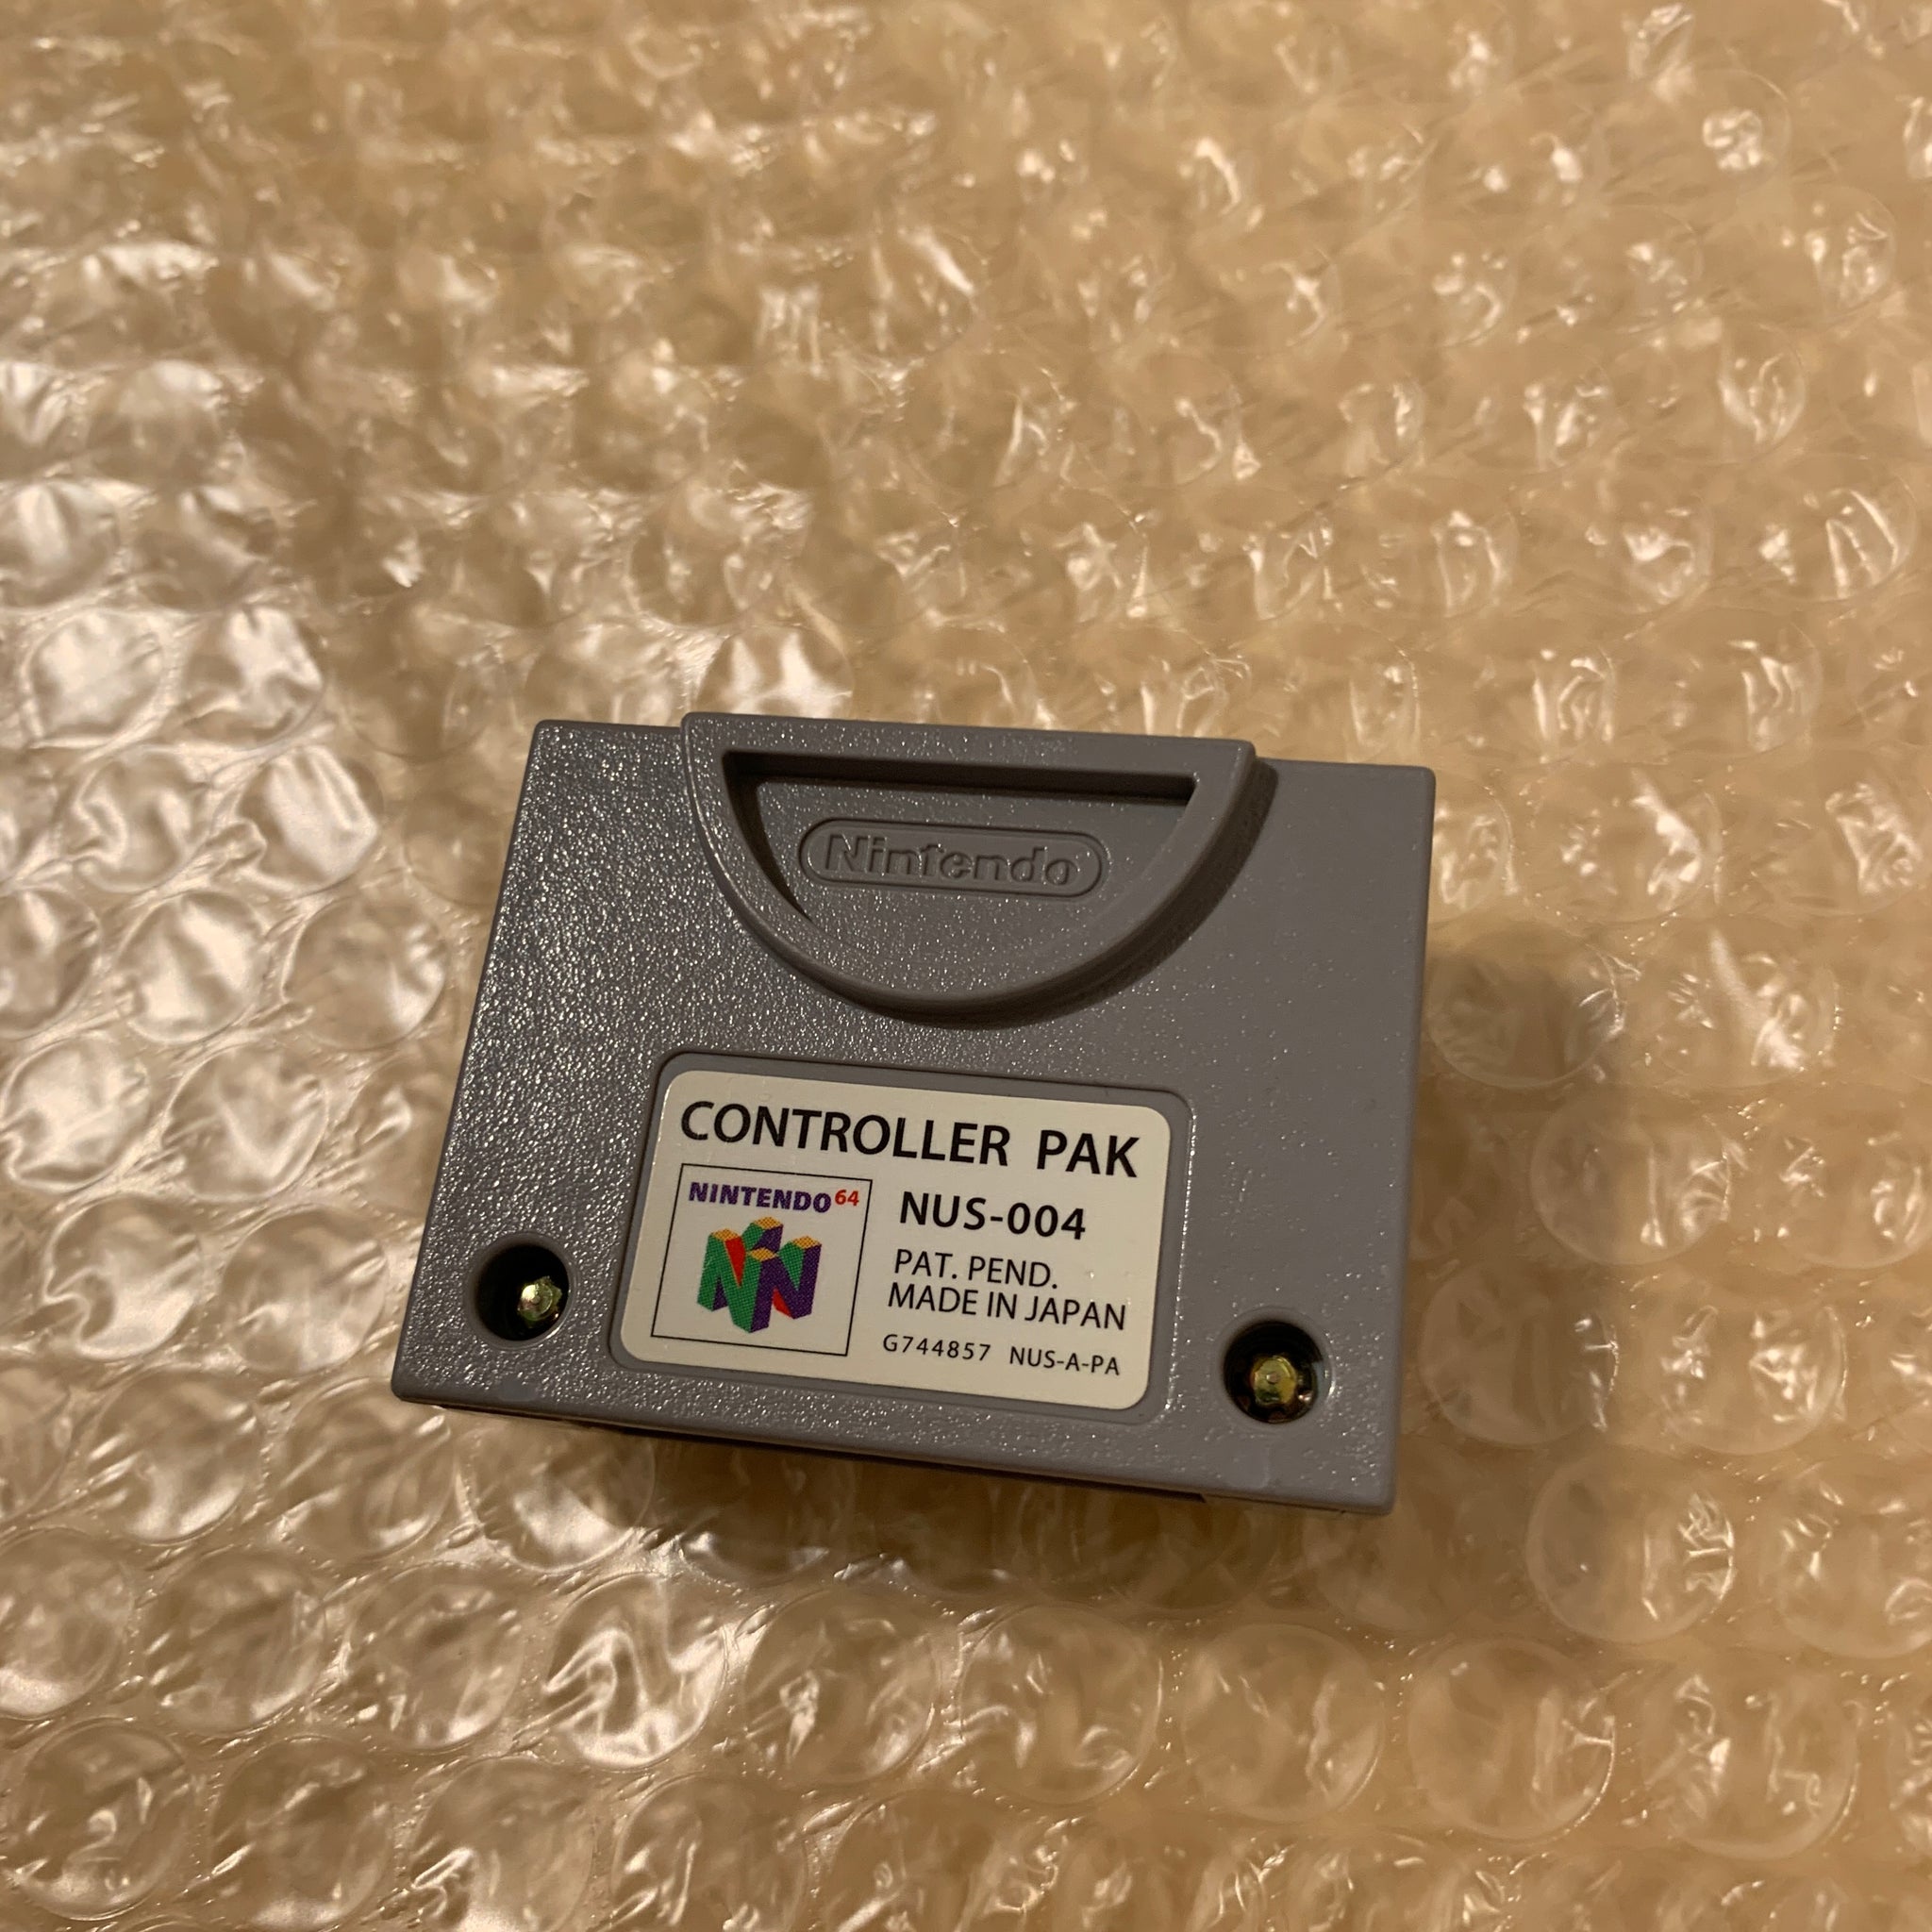 Nintendo
CONTROLLER PAK
NINTENDO64
NUS-004
PAT. PEND.
MADE IN JAPAN
G744857 NUS-A-PA